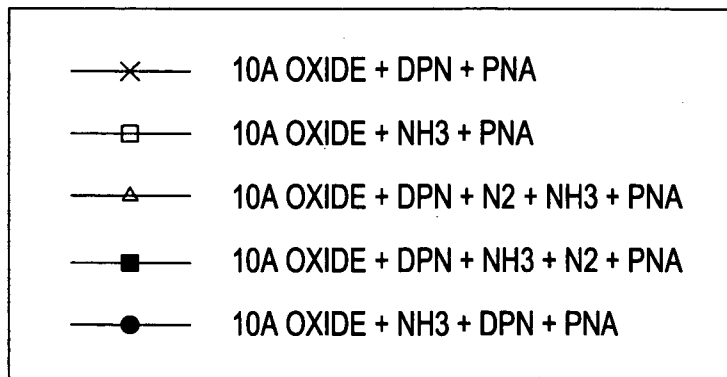 10A OXIDE + DPN + PNA
10A OXIDE + NH3 + PNA
10A OXIDE + DPN + N2 + NH3 + PNA
10A OXIDE + DPN + NH3 + N2 + PNA
10A OXIDE + NH3 + DPN + PNA